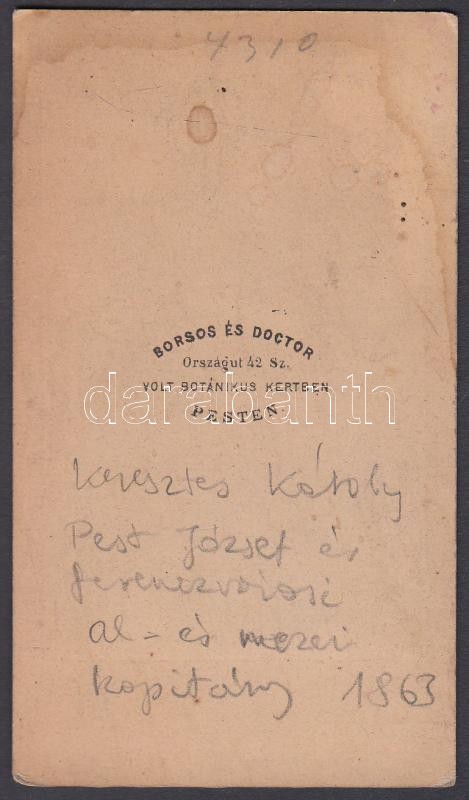 4310
BORSOS ÉS DOCTOR
Országut 42 Sz.
VOLT BOTÁNIKUS KERTBEN
darabanth
PESTEN.
Keresztes Károly
Pest József és
ferenczvárosi
al- és mezei
kapitány 1863